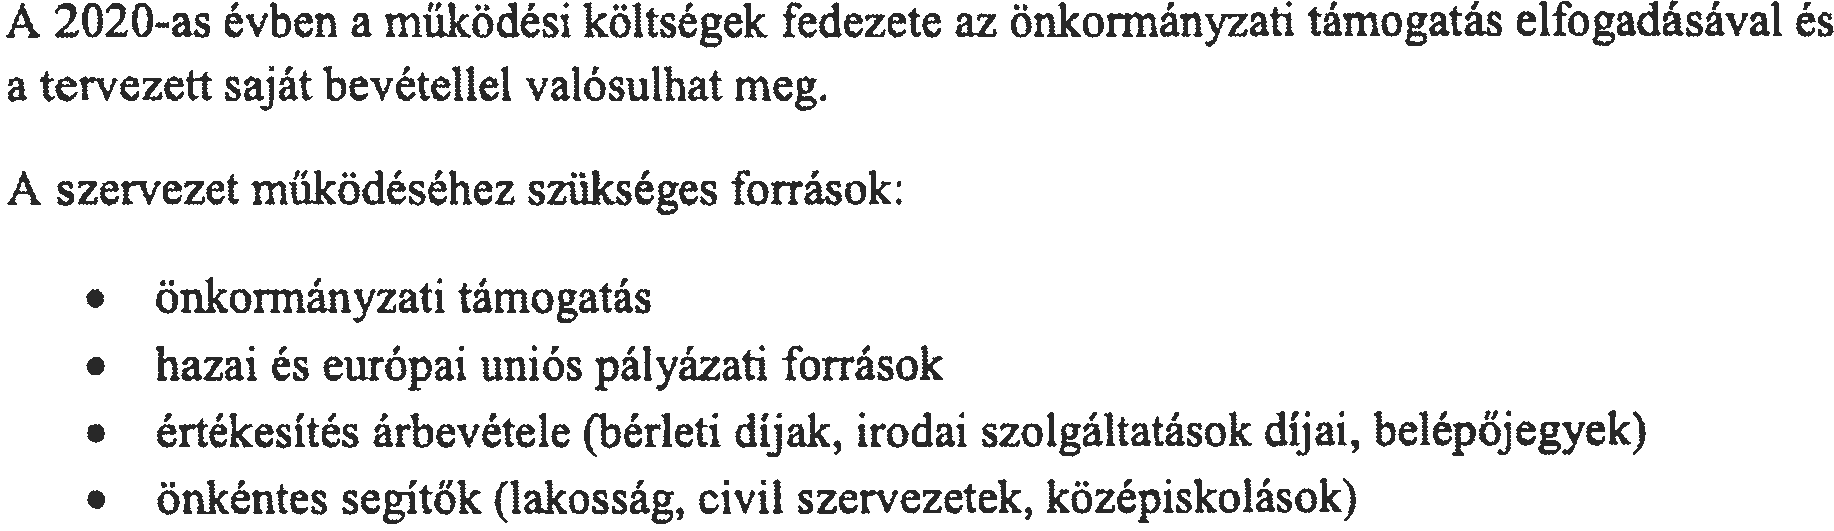 A 2020-as évben a működési költségek fedezete az önkormányzati támogatás elfogadásával és
a tervezett saját bevétellel valósulhat meg.
A szervezet működéséhez szükséges források:
• önkormányzati támogatás
• hazai és európai uniós pályázati források
• értékesítés árbevétele (bérleti díjak, irodai szolgáltatások díjai, belépőjegyek)
• önkéntes segítők (lakosság, civil szervezetek, középiskolások)